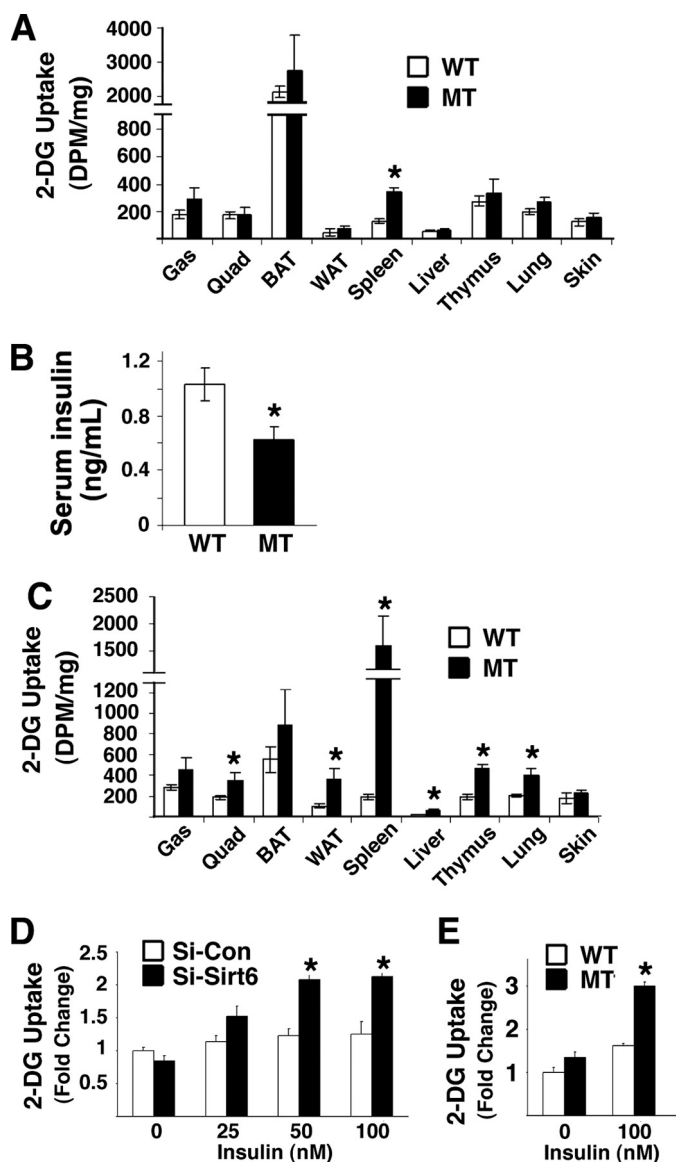 A
2-DG Uptake
(DPM/mg)
4000
3000
2000
800
600
400
200
WT
MT
*
Gas
Quad
BAT
WAT
Spleen
Liver
Thymus
Lung
Skin
B
Serum insulin
(ng/mL)
1.2
0.8
0.4
0
*
WT
MT
C
2-DG Uptake
(DPM/mg)
2500
1500
1200
1000
800
600
400
200
WT
MT
*
*
*
*
*
*
Gas
Quad
BAT
WAT
Spleen
Liver
Thymus
Lung
Skin
D
2-DG Uptake
(Fold Change)
2.5
2
1.5
1
0.5
Si-Con
Si-Sirt6
*
*
0
25
50
100
Insulin (nM)
E
2-DG Uptake
(Fold Change)
3
2
1
WT
MT
*
0
100
Insulin (nM)